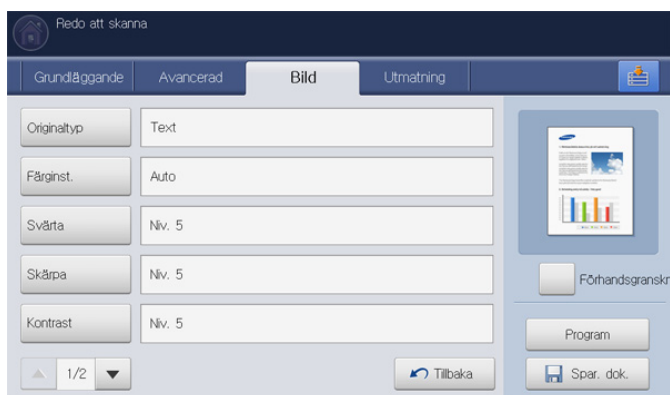 Redo att skanna
Grundläggande
Avancerad
Bild
Utmatning
Originaltyp
Text
Färginst.
Auto
Svärta
Niv. 5
Skärpa
Niv. 5
Kontrast
Niv. 5
1/2
Tillbaka
Förhandsgranskn
Program
Spar. dok.